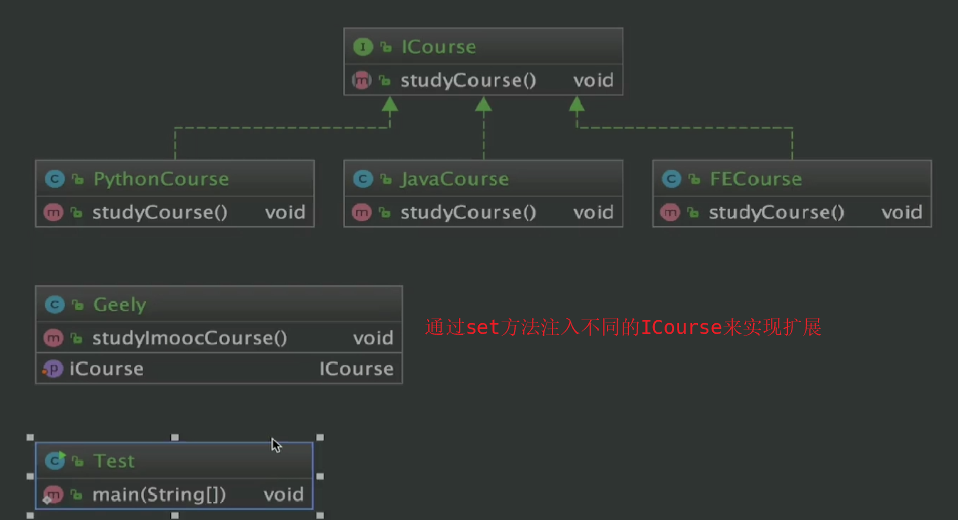 ICourse
studyCourse() void
PythonCourse
studyCourse() void
JavaCourse
studyCourse() void
FECourse
studyCourse() void
Geely
studyImoocCourse() void
iCourse ICourse
通过set方法注入不同的ICourse来实现扩展
Test
main(String[]) void